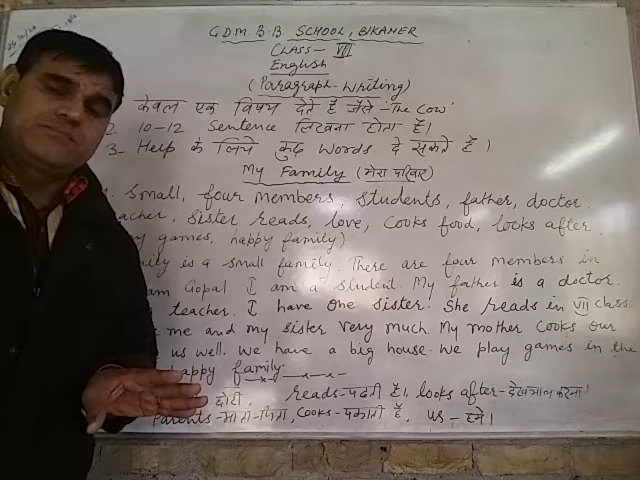 G.D.M. B.B. SCHOOL, BIKANER
CLASS- VIII
English
(Paragraph-Writing)
केवल एक विषय देते हैं जैसे-'The Cow'
2. 10-12 Sentence लिखना होता है।
3- Help के लिये कुछ words दे सकते हैं।
My Family (मेरा परिवार)
Small, four members, students, father, doctor.
sister reads, love, cooks food, looks after,
games, happy family)
is a small family. There are four members in
Gopal. I am a student. My father is a doctor.
teacher. I have one sister. She reads in VII class.
me and my sister very much. My mother cooks our
us well. We have a big house. We play games in the
happy family.
छोटी, reads-पढ़ती है। looks after-देखभाल करना।
Parents-माता-पिता, Cooks-पकाती है, us-हमें।